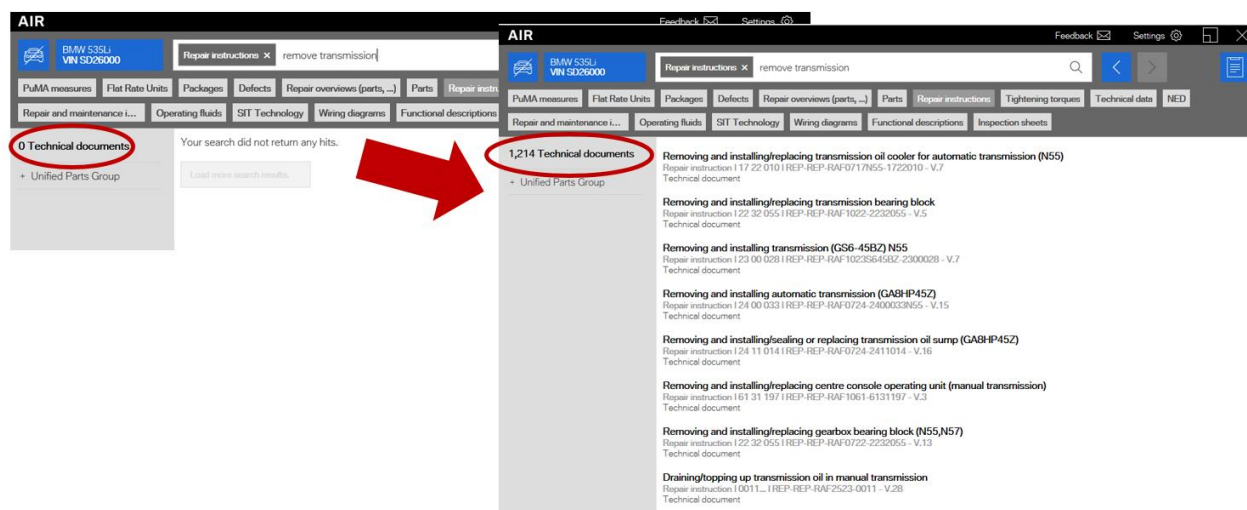 AIR
Feedback
Settings
BMW 535Li
VIN SD26000
Repair instructions × remove transmission
PuMA measures Flat Rate Units Packages Defects Repair overviews (parts, ...) Parts Repair instru
Repair and maintenance i... Operating fluids SIT Technology Wiring diagrams Functional descriptions
0 Technical documents
+ Unified Parts Group
Your search did not return any hits.
Load more search results.
AIR
Feedback
Settings
BMW 535Li
VIN SD26000
Repair instructions × remove transmission
PuMA measures Flat Rate Units Packages Defects Repair overviews (parts, ...) Parts Repair instructions Tightening torques Technical data NED
Repair and maintenance i... Operating fluids SIT Technology Wiring diagrams Functional descriptions Inspection sheets
1,214 Technical documents
+ Unified Parts Group
Removing and installing/replacing transmission oil cooler for automatic transmission (N55)
Repair instruction | 17 22 010 | REP-REP-RAF0717N55-1722010 - V.7
Technical document
Removing and installing/replacing transmission bearing block
Repair instruction | 22 32 055 | REP-REP-RAF1022-2232055 - V.5
Technical document
Removing and installing transmission (GS6-45BZ) N55
Repair instruction | 23 00 028 | REP-REP-RAF1023S645BZ-2300028 - V.7
Technical document
Removing and installing automatic transmission (GA8HP45Z)
Repair instruction | 24 00 033 | REP-REP-RAF0724-2400033N55 - V.15
Technical document
Removing and installing/sealing or replacing transmission oil sump (GA8HP45Z)
Repair instruction | 24 11 014 | REP-REP-RAF0724-2411014 - V.16
Technical document
Removing and installing/replacing centre console operating unit (manual transmission)
Repair instruction | 61 31 197 | REP-REP-RAF1061-6131197 - V.3
Technical document
Removing and installing/replacing gearbox bearing block (N55,N57)
Repair instruction | 22 32 055 | REP-REP-RAF0722-2232055 - V.13
Technical document
Draining/topping up transmission oil in manual transmission
Repair instruction | 0011... | REP-REP-RAF2523-0011 - V.28
Technical document